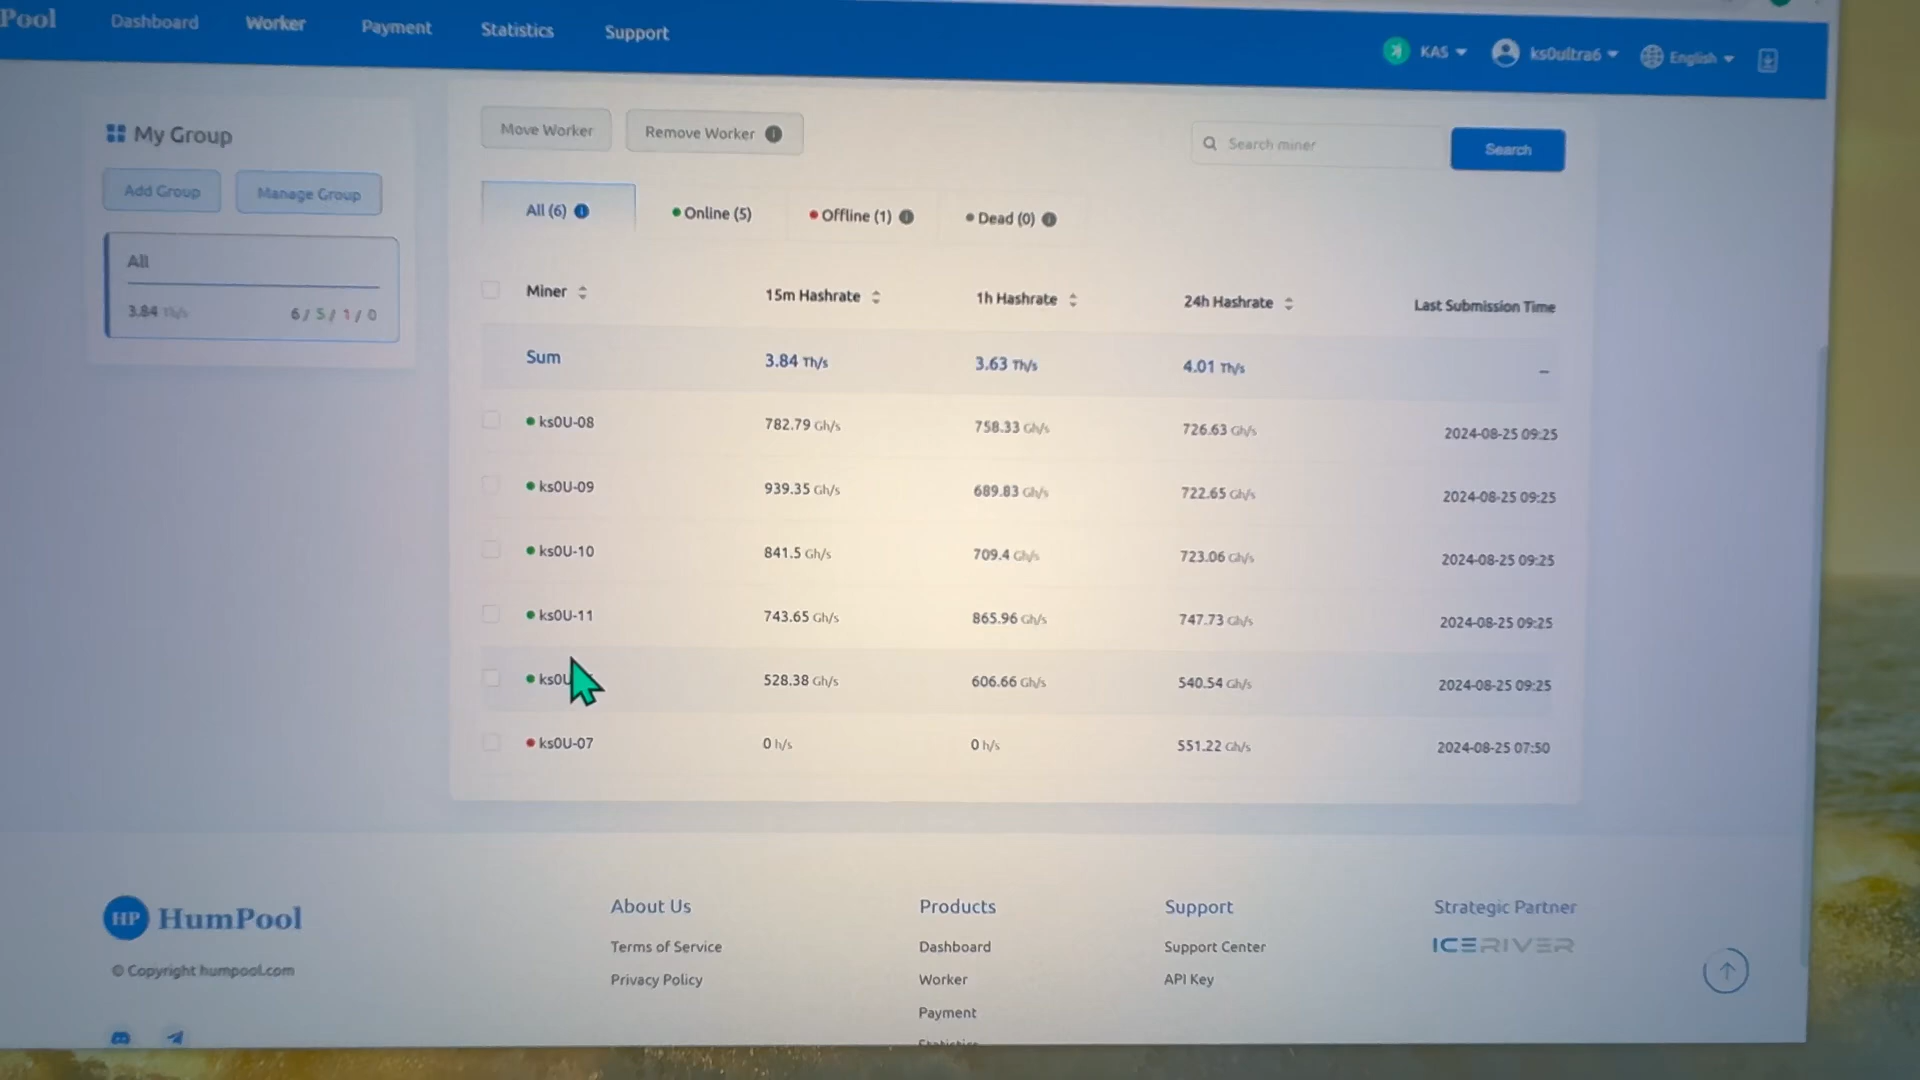 Pool Dashboard Worker Payment Statistics Support KAS ks0ultra6 English
My Group
Add Group Manage Group
All
3.84 Th/s 6 / 5 / 1 / 0
Move Worker Remove Worker Search miner Search
All (6) Online (5) Offline (1) Dead (0)
Miner 15m Hashrate 1h Hashrate 24h Hashrate Last Submission Time
Sum 3.84 Th/s 3.63 Th/s 4.01 Th/s –
ks0U-08 782.79 Gh/s 758.33 Gh/s 726.63 Gh/s 2024-08-25 09:25
ks0U-09 939.35 Gh/s 689.83 Gh/s 722.65 Gh/s 2024-08-25 09:25
ks0U-10 841.5 Gh/s 709.4 Gh/s 723.06 Gh/s 2024-08-25 09:25
ks0U-11 743.65 Gh/s 865.96 Gh/s 747.73 Gh/s 2024-08-25 09:25
ks0U 528.38 Gh/s 606.66 Gh/s 540.54 Gh/s 2024-08-25 09:25
ks0U-07 0 h/s 0 h/s 551.22 Gh/s 2024-08-25 07:50
HP HumPool
© Copyright humpool.com
About Us
Terms of Service
Privacy Policy
Products
Dashboard
Worker
Payment
Statistics
Support
Support Center
API Key
Strategic Partner
ICERIVER